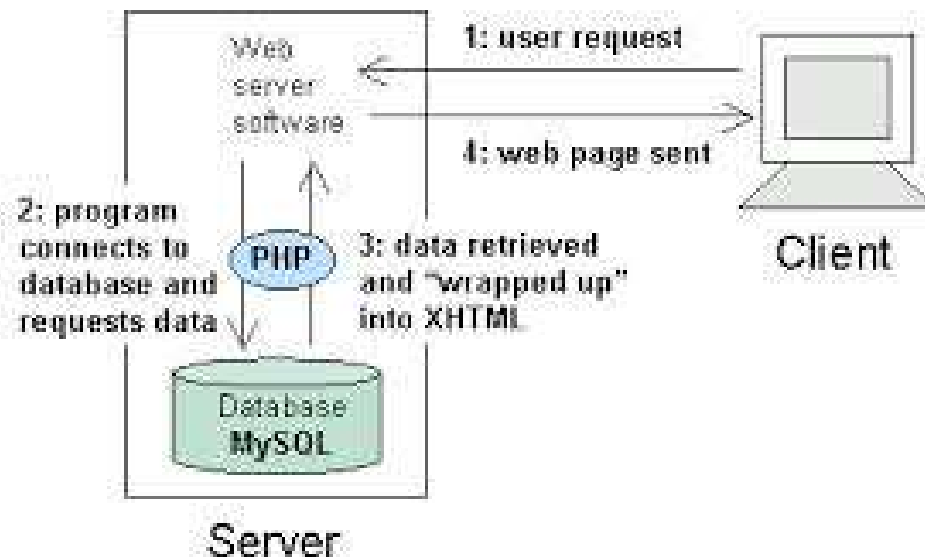 Web
server
software
1: user request
4: web page sent
2: program
connects to
database and
requests data
PHP
3: data retrieved
and “wrapped up”
into XHTML
Client
Database
MySQL
Server